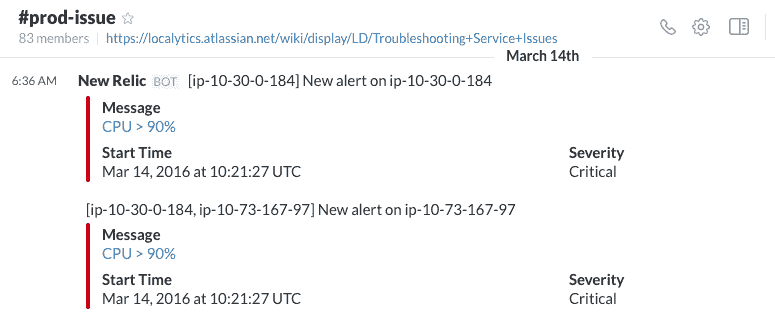 #prod-issue
83 members https://localytics.atlassian.net/wiki/display/LD/Troubleshooting+Service+Issues
March 14th
6:36 AM New Relic BOT [ip-10-30-0-184] New alert on ip-10-30-0-184
Message
CPU > 90%
Start Time Severity
Mar 14, 2016 at 10:21:27 UTC Critical
[ip-10-30-0-184, ip-10-73-167-97] New alert on ip-10-73-167-97
Message
CPU > 90%
Start Time Severity
Mar 14, 2016 at 10:21:27 UTC Critical